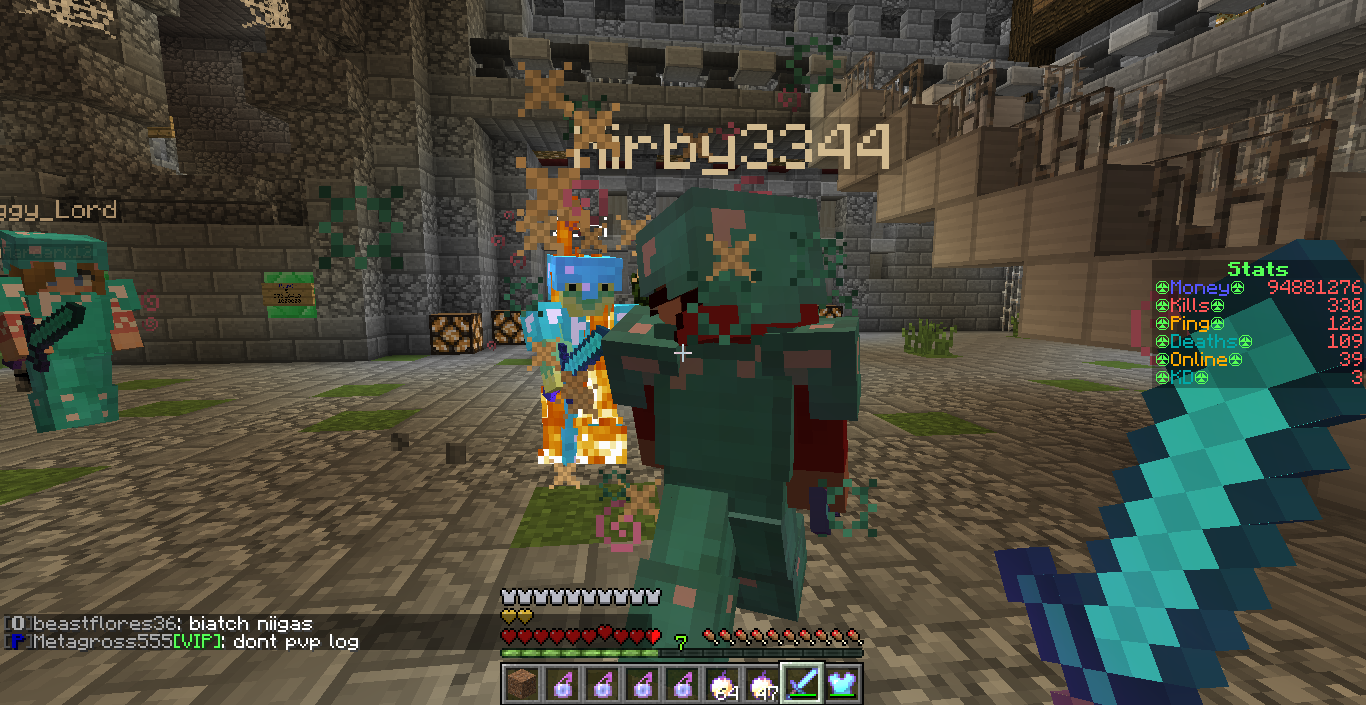 Kirby3344
ggy_Lord
Stats
Money 94881276
Kills 330
Ping 122
Deaths 109
Online 39
KD 3
[O]beastflores36: biatch niigas
[P]Metagross555[VIP]: dont pvp log
7
64
47